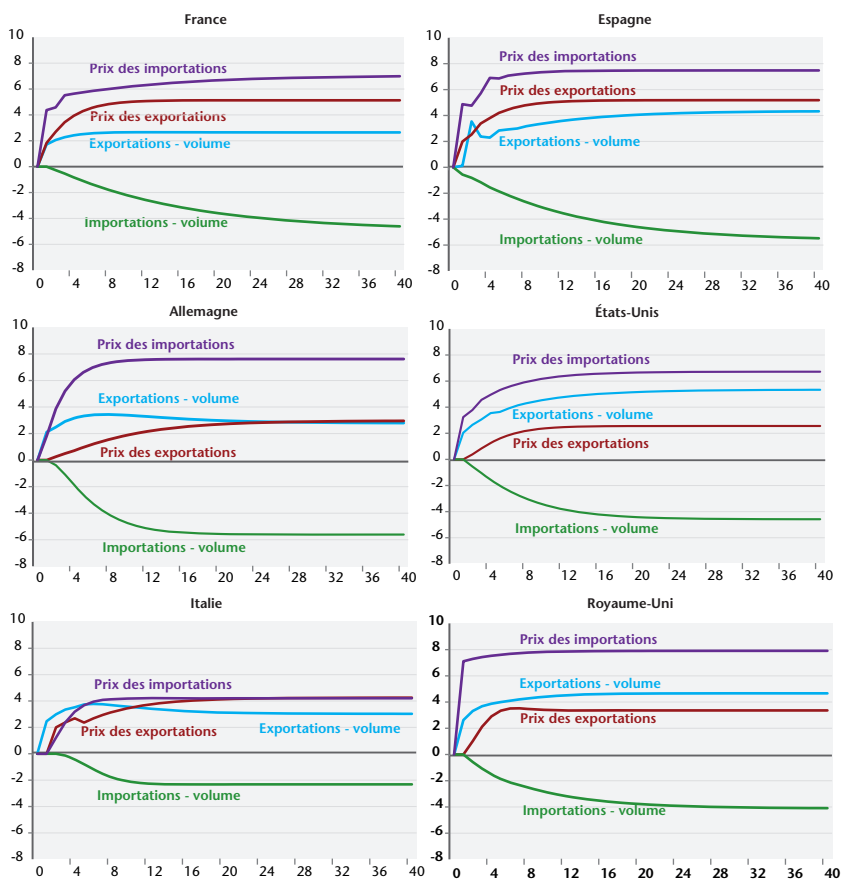 France
10
8
6
4
2
0
-2
-4
-6
-8
Prix des importations
Prix des exportations
Exportations - volume
Importations - volume
0 4 8 12 16 20 24 28 32 36 40
Espagne
10
8
6
4
2
0
-2
-4
-6
-8
Prix des importations
Prix des exportations
Exportations - volume
Importations - volume
0 4 8 12 16 20 24 28 32 36 40
Allemagne
10
8
6
4
2
0
-2
-4
-6
-8
Prix des importations
Exportations - volume
Prix des exportations
Importations - volume
0 4 8 12 16 20 24 28 32 36 40
États-Unis
10
8
6
4
2
0
-2
-4
-6
-8
Prix des importations
Exportations - volume
Prix des exportations
Importations - volume
0 4 8 12 16 20 24 28 32 36 40
Italie
10
8
6
4
2
0
-2
-4
-6
-8
Prix des importations
Exportations - volume
Prix des exportations
Importations - volume
0 4 8 12 16 20 24 28 32 36 40
Royaume-Uni
10
8
6
4
2
0
-2
-4
-6
-8
Prix des importations
Exportations - volume
Prix des exportations
Importations - volume
0 4 8 12 16 20 24 28 32 36 40